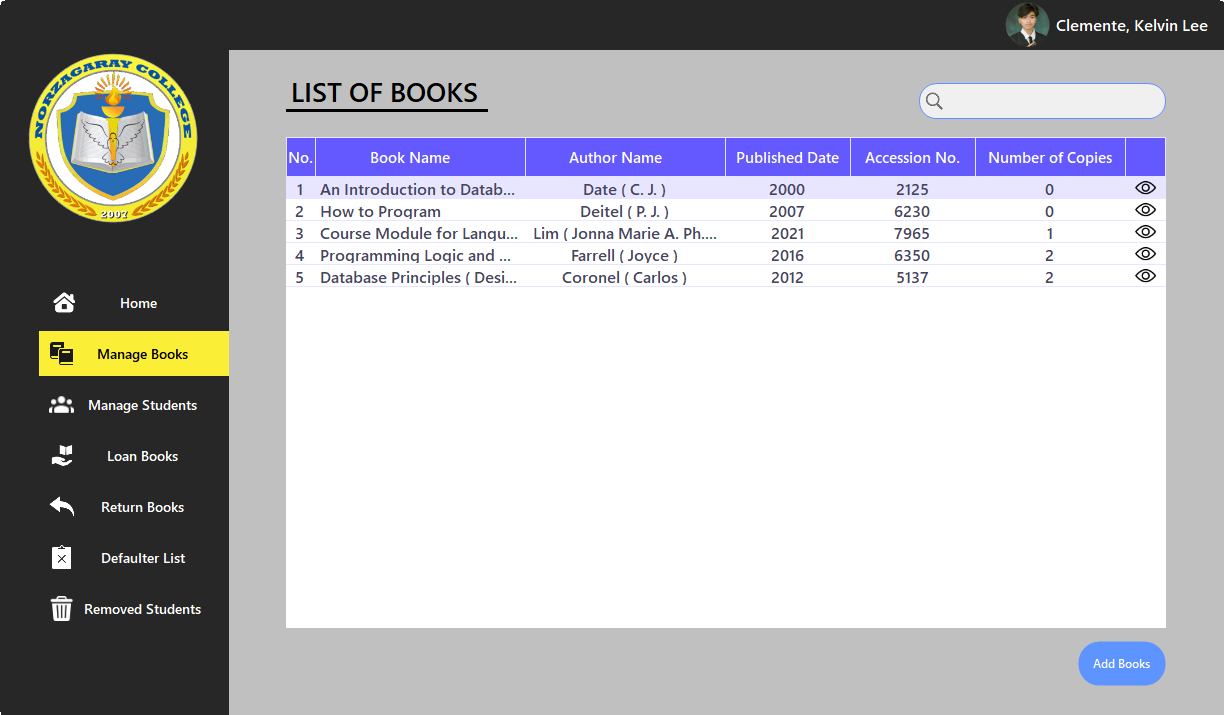 Clemente, Kelvin Lee
NORZAGARAY COLLEGE
2007
Home
Manage Books
Manage Students
Loan Books
Return Books
Defaulter List
Removed Students
LIST OF BOOKS
No. Book Name Author Name Published Date Accession No. Number of Copies
1 An Introduction to Datab... Date ( C. J. ) 2000 2125 0
2 How to Program Deitel ( P. J. ) 2007 6230 0
3 Course Module for Langu... Lim ( Jonna Marie A. Ph.... 2021 7965 1
4 Programming Logic and ... Farrell ( Joyce ) 2016 6350 2
5 Database Principles ( Desi... Coronel ( Carlos ) 2012 5137 2
Add Books